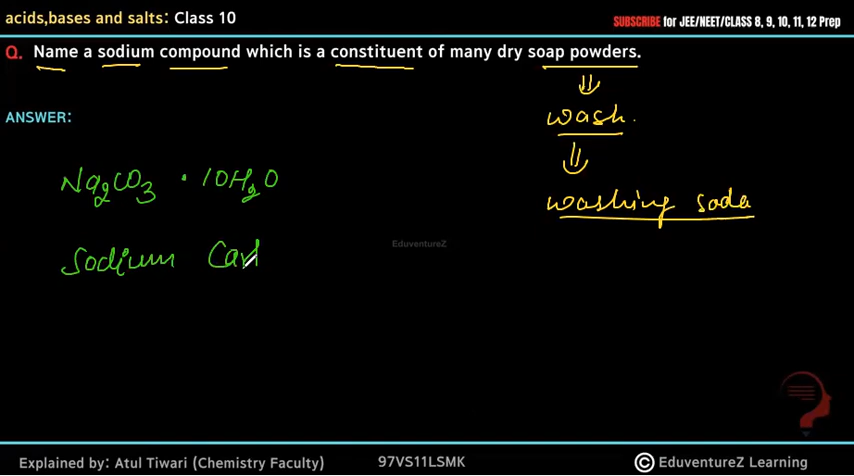 acids,bases and salts: Class 10
SUBSCRIBE for JEE/NEET/CLASS 8, 9, 10, 11, 12 Prep
Q. Name a sodium compound which is a constituent of many dry soap powders.
ANSWER:
wash.
Na2CO3 · 10H2O
washing soda
EduventureZ
Sodium Car
Explained by: Atul Tiwari (Chemistry Faculty)
97VS11LSMK
© EduventureZ Learning